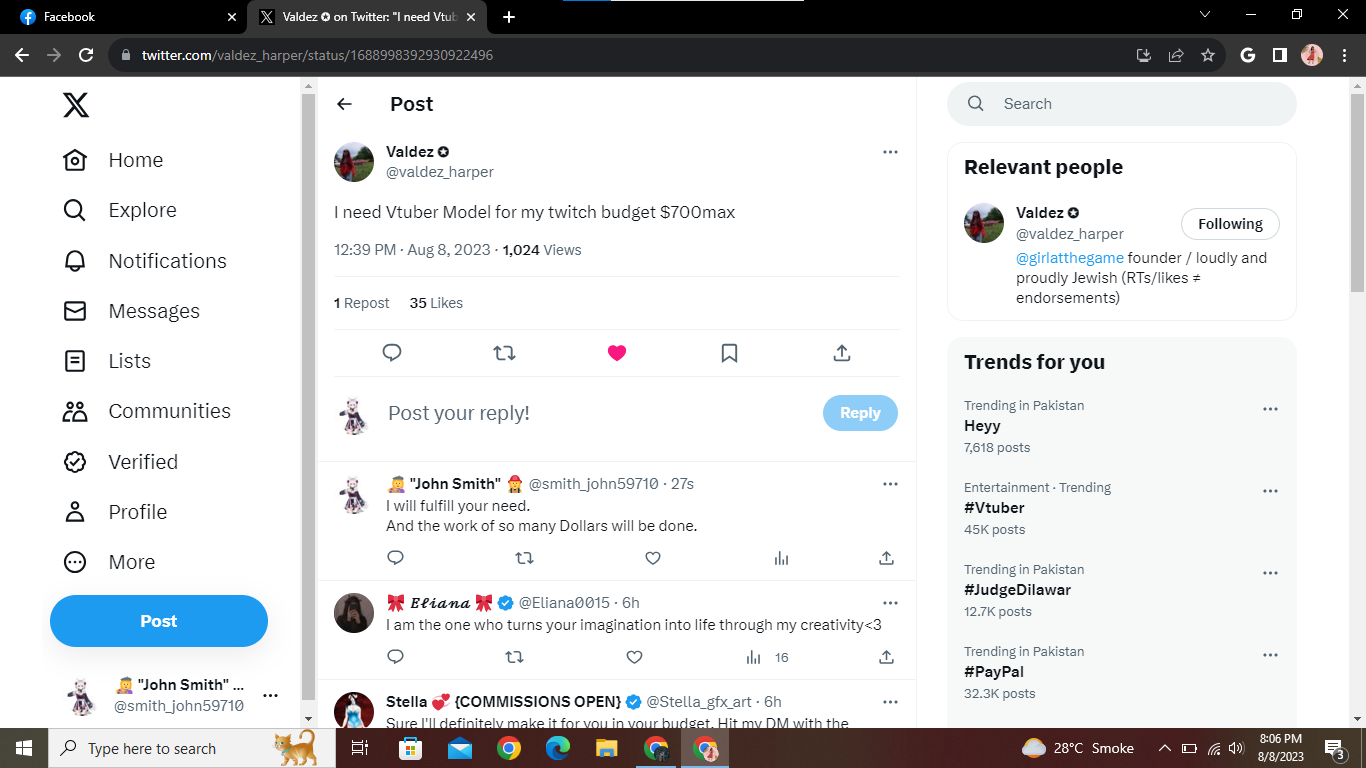 Facebook
Valdez ✪ on Twitter: "I need Vtub
twitter.com/valdez_harper/status/1688998392930922496
Home
Explore
Notifications
Messages
Lists
Communities
Verified
Profile
More
Post
"John Smith" ...
@smith_john59710
Post
Valdez ✪
@valdez_harper
I need Vtuber Model for my twitch budget $700max
12:39 PM · Aug 8, 2023 · 1,024 Views
1 Repost 35 Likes
Post your reply!
Reply
"John Smith" @smith_john59710 · 27s
I will fulfill your need.
And the work of so many Dollars will be done.
🎀 𝓔𝓵𝓲𝓪𝓷𝓪 🎀 @Eliana0015 · 6h
I am the one who turns your imagination into life through my creativity<3
16
Stella 💞 {COMMISSIONS OPEN} @Stella_gfx_art · 6h
Sure I'll definitely make it for you in your budget. Hit my DM with the
Search
Relevant people
Valdez ✪
@valdez_harper
Following
@girlatthegame founder / loudly and
proudly Jewish (RTs/likes ≠
endorsements)
Trends for you
Trending in Pakistan
Heyy
7,618 posts
Entertainment · Trending
#Vtuber
45K posts
Trending in Pakistan
#JudgeDilawar
12.7K posts
Trending in Pakistan
#PayPal
32.3K posts
Type here to search
28°C Smoke
8:06 PM
8/8/2023
3